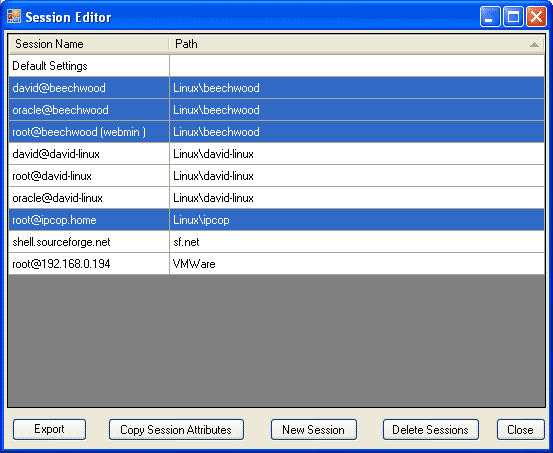 Session Editor
Session Name Path
Default Settings
david@beechwood Linux\beechwood
oracle@beechwood Linux\beechwood
root@beechwood (webmin ) Linux\beechwood
david@david-linux Linux\david-linux
root@david-linux Linux\david-linux
oracle@david-linux Linux\david-linux
root@ipcop.home Linux\ipcop
shell.sourceforge.net sf.net
root@192.168.0.194 VMWare
Export Copy Session Attributes New Session Delete Sessions Close